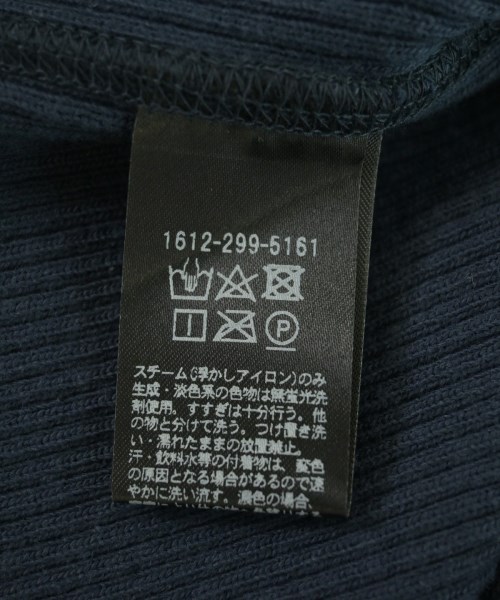 1612-299-5161
P
スチーム(浮かしアイロン)のみ
生成・淡色系の色物は無蛍光洗
剤使用。すすぎは十分行う。他
の物と分けて洗う。つけ置き洗
い・濡れたままの放置禁止。
汗・飲料水等の付着物は、変色
の原因となる場合があるので速
やかに洗い流す。濃色の場合、